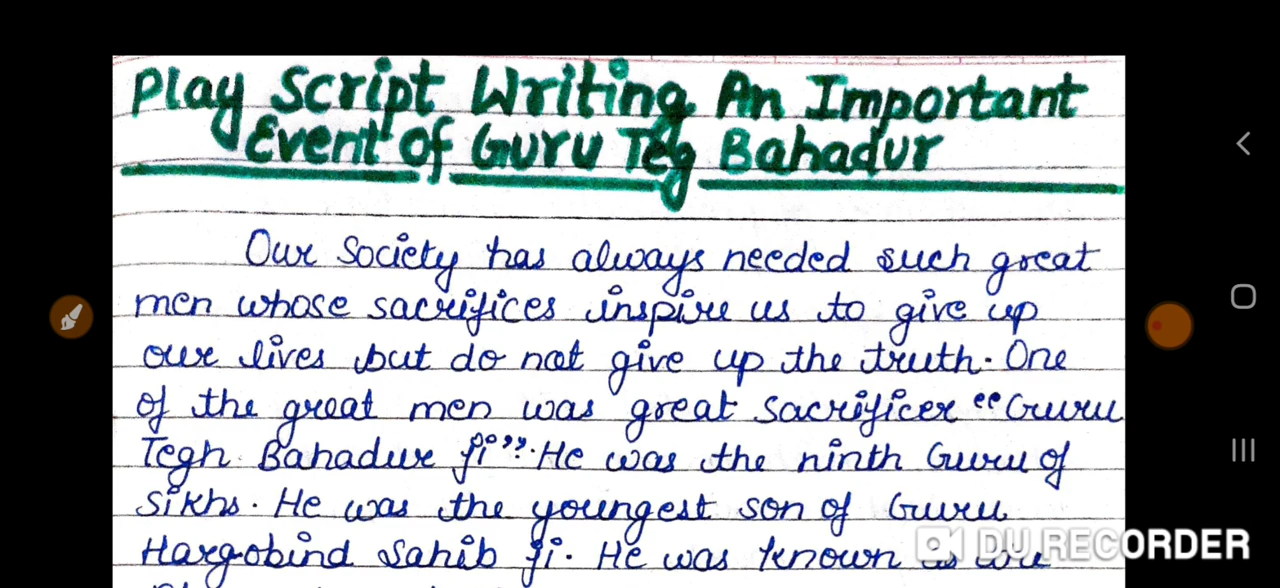 Play Script Writing An Important
Event of Guru Teg Bahadur
Our Society has always needed such great
men whose sacrifices inspire us to give up
our lives but do not give up the truth. One
of the great men was great sacrificer "Guru
Tegh Bahadur ji". He was the ninth Guru of
Sikhs. He was the youngest son of Guru
Hargobind Sahib ji. He was known as
DU RECORDER